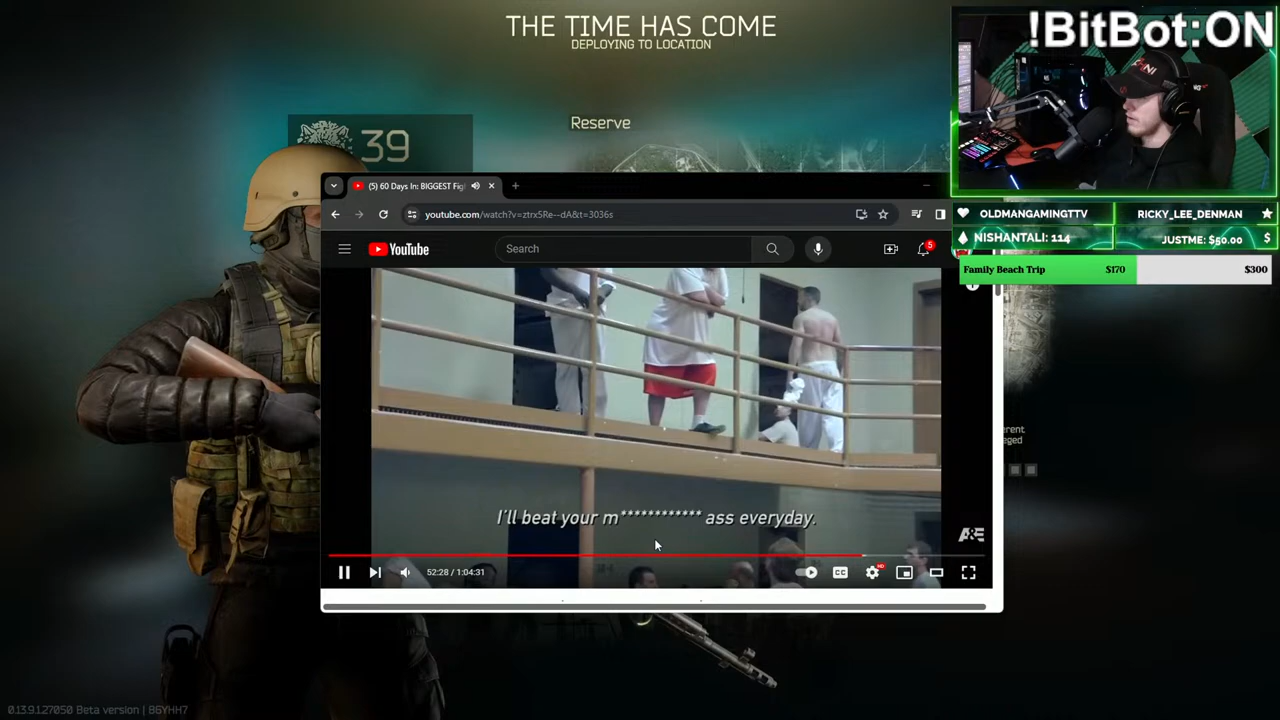 THE TIME HAS COME
DEPLOYING TO LOCATION
!BitBot:ON
Reserve
39
(5) 60 Days In: BIGGEST Fig
youtube.com/watch?v=ztrx5Re--dA&t=3036s
OLDMANGAMINGTTV
RICKY_LEE_DENMAN
NISHANTALI: 114
JUSTME: $50.00
$
YouTube
Search
5
Family Beach Trip
$170
$300
I'll beat your m************ ass everyday.
A&E
52:28 / 1:04:31
CC
HD
0.13.9.1.27050 Beta version | B6YHH7